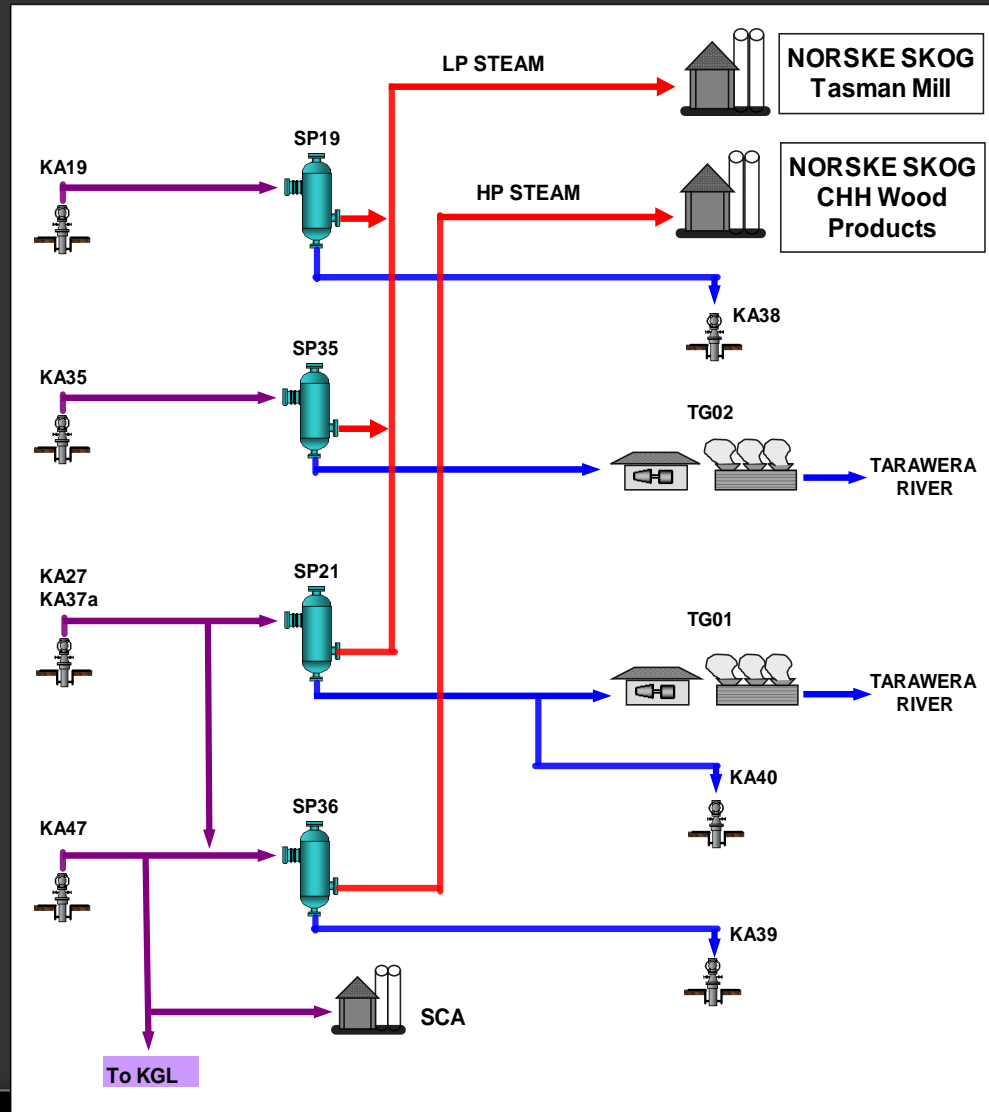 LP STEAM
NORSKE SKOG
Tasman Mill
SP19
KA19
HP STEAM
NORSKE SKOG
CHH Wood
Products
KA38
SP35
KA35
TG02
TARAWERA
RIVER
KA27
KA37a
SP21
TG01
TARAWERA
RIVER
KA40
SP36
KA47
KA39
SCA
To KGL